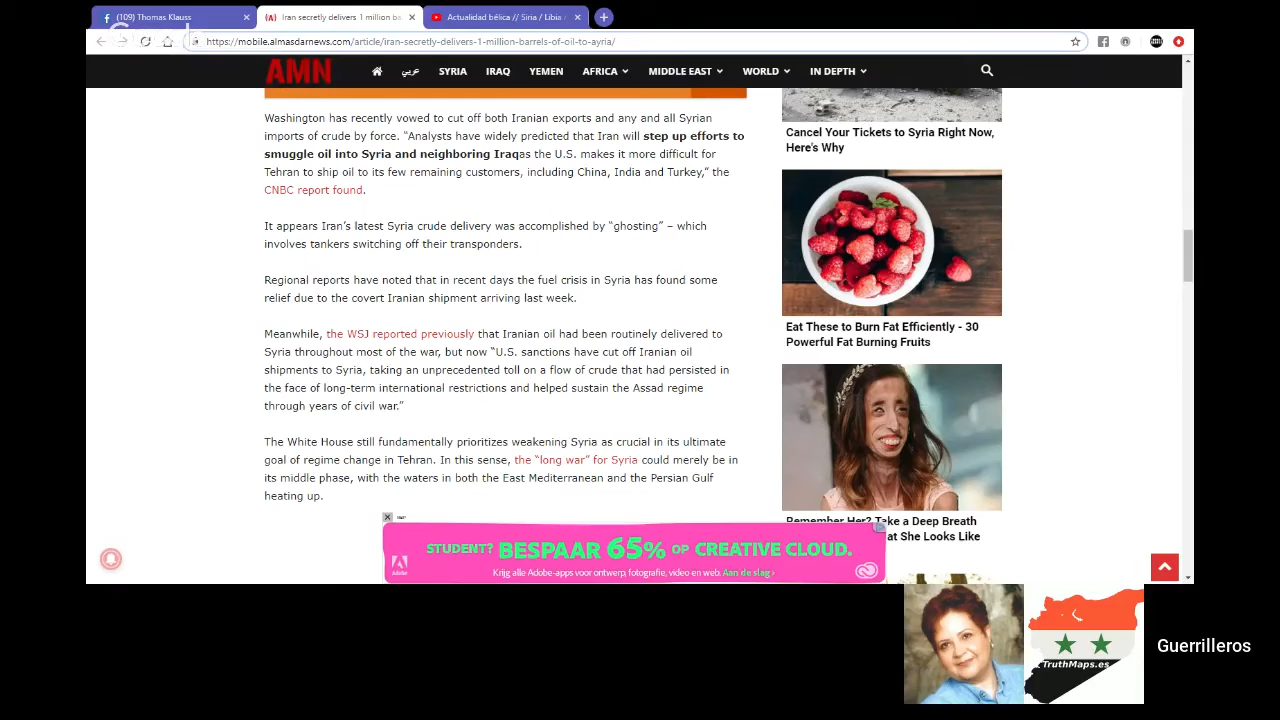 (109) Thomas Klauss
Iran secretly delivers 1 million ba
Actualidad bélica // Siria / Libia /
https://mobile.almasdarnews.com/article/iran-secretly-delivers-1-million-barrels-of-oil-to-ayria/
AMN
عربي
SYRIA
IRAQ
YEMEN
AFRICA
MIDDLE EAST
WORLD
IN DEPTH
Washington has recently vowed to cut off both Iranian exports and any and all Syrian
imports of crude by force. “Analysts have widely predicted that Iran will step up efforts to
smuggle oil into Syria and neighboring Iraqas the U.S. makes it more difficult for
Tehran to ship oil to its few remaining customers, including China, India and Turkey,” the
CNBC report found.
It appears Iran’s latest Syria crude delivery was accomplished by “ghosting” – which
involves tankers switching off their transponders.
Regional reports have noted that in recent days the fuel crisis in Syria has found some
relief due to the covert Iranian shipment arriving last week.
Meanwhile, the WSJ reported previously that Iranian oil had been routinely delivered to
Syria throughout most of the war, but now “U.S. sanctions have cut off Iranian oil
shipments to Syria, taking an unprecedented toll on a flow of crude that had persisted in
the face of long-term international restrictions and helped sustain the Assad regime
through years of civil war.”
The White House still fundamentally prioritizes weakening Syria as crucial in its ultimate
goal of regime change in Tehran. In this sense, the “long war” for Syria could merely be in
its middle phase, with the waters in both the East Mediterranean and the Persian Gulf
heating up.
Cancel Your Tickets to Syria Right Now,
Here's Why
Eat These to Burn Fat Efficiently - 30
Powerful Fat Burning Fruits
Remember Her? Take a Deep Breath
at She Looks Like
STUDENT? BESPAAR 65% OP CREATIVE CLOUD.
Krijg alle Adobe-apps voor ontwerp, fotografie, video en web. Aan de slag ›
Adobe
TruthMaps.es
Guerrilleros